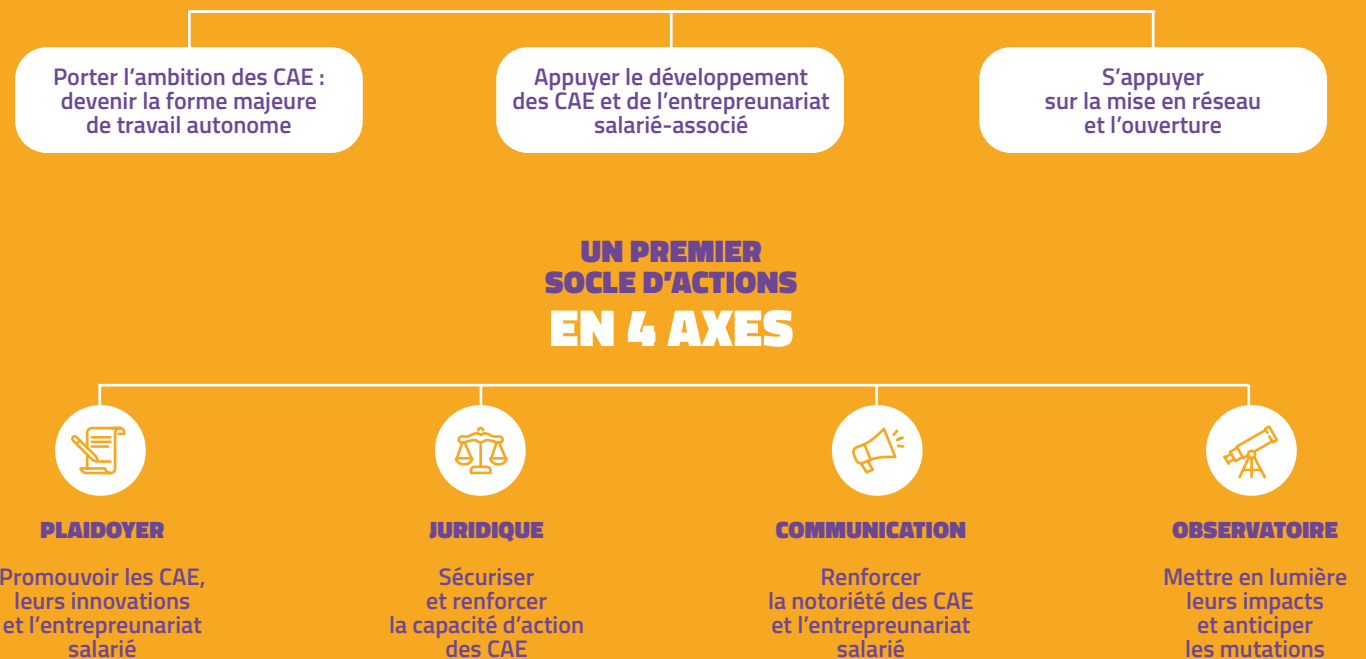 Porter l'ambition des CAE :
devenir la forme majeure
de travail autonome
Appuyer le développement
des CAE et de l'entrepreunariat
salarié-associé
S'appuyer
sur la mise en réseau
et l'ouverture
UN PREMIER
SOCLE D'ACTIONS
EN 4 AXES
PLAIDOYER
Promouvoir les CAE,
leurs innovations
et l'entrepreunariat
salarié
JURIDIQUE
Sécuriser
et renforcer
la capacité d'action
des CAE
COMMUNICATION
Renforcer
la notoriété des CAE
et l'entrepreunariat
salarié
OBSERVATOIRE
Mettre en lumière
leurs impacts
et anticiper
les mutations